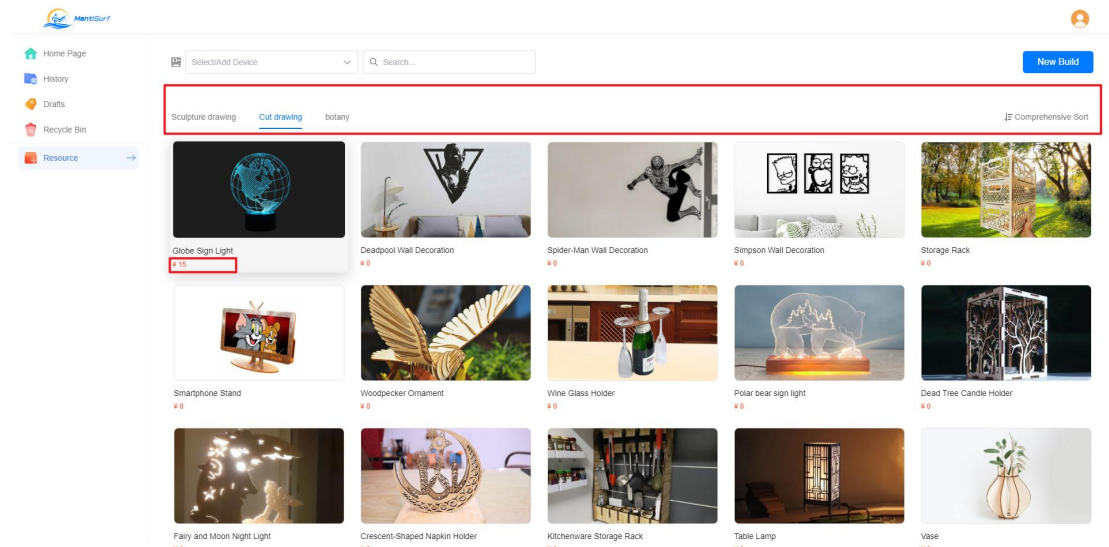 MantiSurf
Home Page
Select/Add Device
Search...
New Build
History
Drafts
Sculpture drawing
Cut drawing
botany
Comprehensive Sort
Recycle Bin
Resource
Globe Sign Light
Deadpool Wall Decoration
Spider-Man Wall Decoration
Simpson Wall Decoration
Storage Rack
¥ 15
¥ 0
¥ 0
¥ 0
¥ 0
Smartphone Stand
Woodpecker Ornament
Wine Glass Holder
Polar bear sign light
Dead Tree Candle Holder
¥ 0
¥ 0
¥ 0
¥ 0
¥ 0
Fairy and Moon Night Light
Crescent-Shaped Napkin Holder
Kitchenware Storage Rack
Table Lamp
Vase